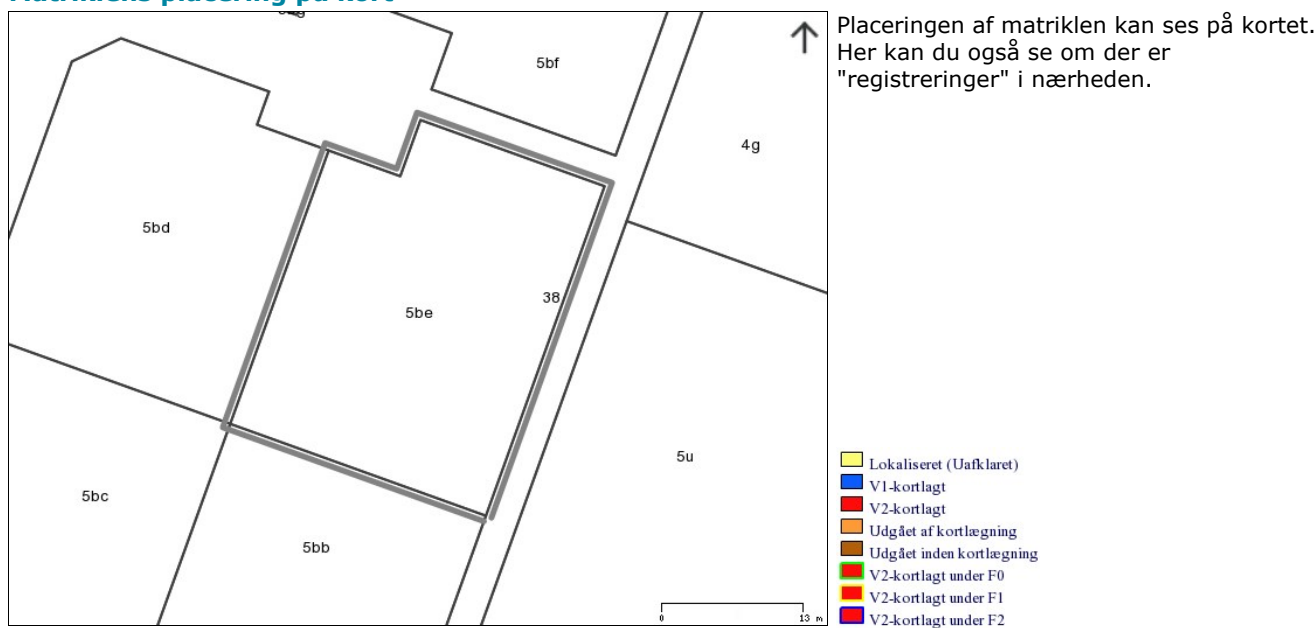 Placeringen af matriklen kan ses på kortet.
Her kan du også se om der er
"registreringer" i nærheden.
5bf
4g
5bd
38
5be
5u
5bc
5bb
0 13 m
Lokaliseret (Uafklaret)
V1-kortlagt
V2-kortlagt
Udgået af kortlægning
Udgået inden kortlægning
V2-kortlagt under F0
V2-kortlagt under F1
V2-kortlagt under F2